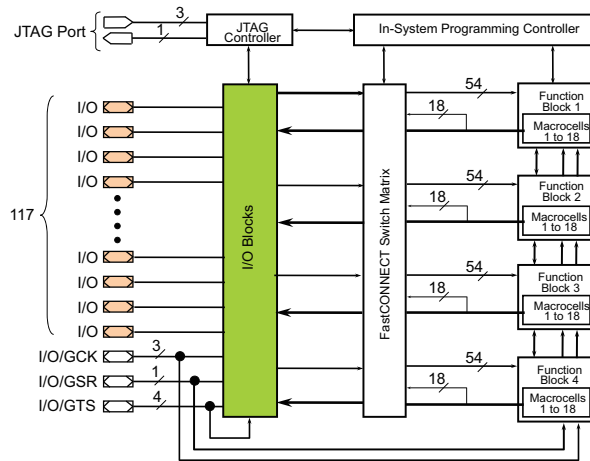 JTAG Port
3
1
JTAG
Controller
In-System Programming Controller
I/O
I/O
I/O
I/O
117
I/O
I/O
I/O
I/O
I/O/GCK
3
I/O/GSR
1
I/O/GTS
4
I/O Blocks
FastCONNECT Switch Matrix
54
18
Function
Block 1
Macrocells
1 to 18
54
18
Function
Block 2
Macrocells
1 to 18
54
18
Function
Block 3
Macrocells
1 to 18
54
18
Function
Block 4
Macrocells
1 to 18